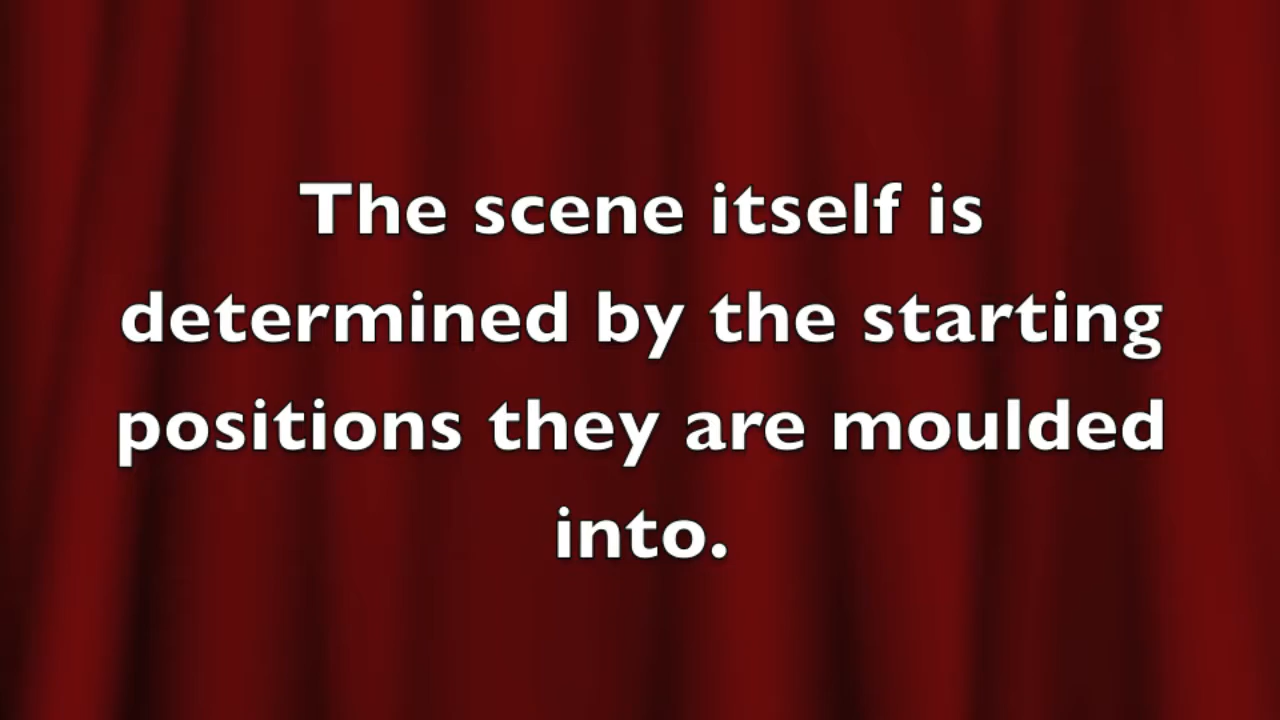 The scene itself is
determined by the starting
positions they are moulded
into.